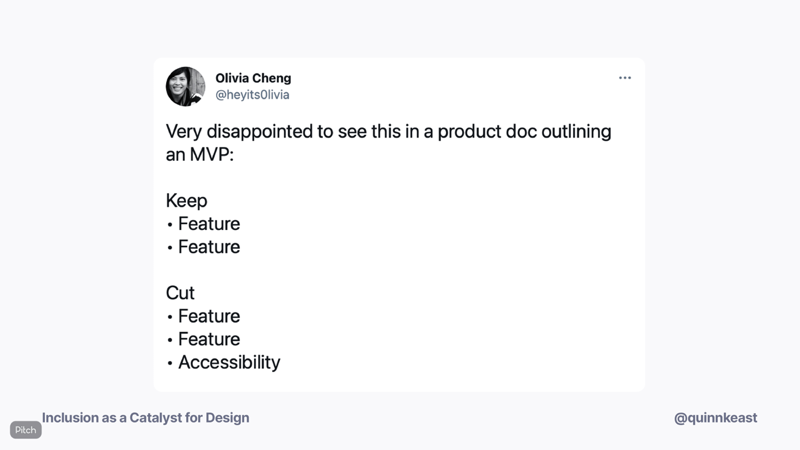 Olivia Cheng
@heyits0livia
Very disappointed to see this in a product doc outlining
an MVP:
Keep
• Feature
• Feature
Cut
• Feature
• Feature
• Accessibility
Inclusion as a Catalyst for Design
@quinnkeast
Pitch